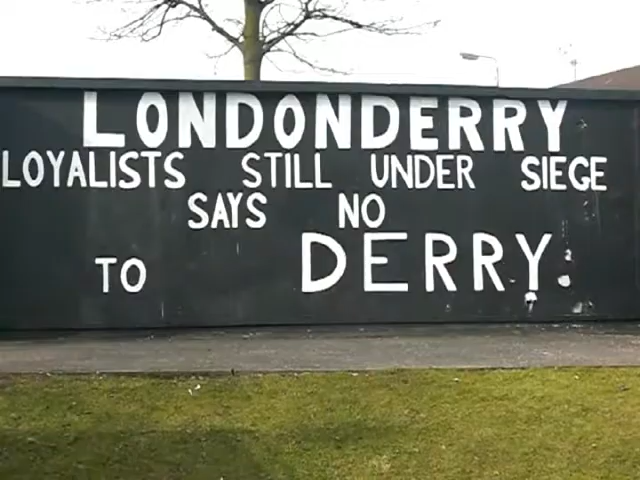 LONDONDERRY
LOYALISTS STILL UNDER SIEGE
SAYS NO
TO DERRY.